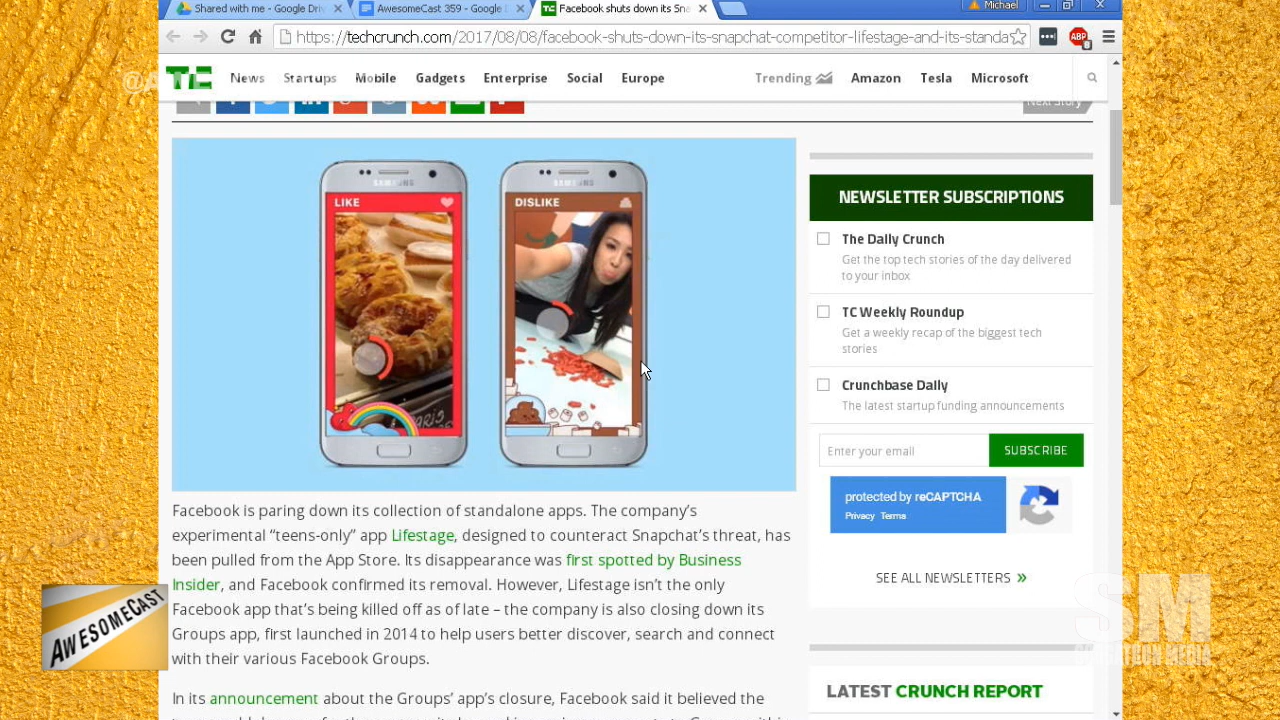 Shared with me - Google Dri
AwesomeCast 359 - Google
Facebook shuts down its Sna
Michael
https://techcrunch.com/2017/08/08/facebook-shuts-down-its-snapchat-competitor-lifestage-and-its-standa
ABP
8
@A
TC
News
Startups
Mobile
Gadgets
Enterprise
Social
Europe
Trending
Amazon
Tesla
Microsoft
Next Story
SAMSUNG
LIKE
SAMSUNG
DISLIKE
NEWSLETTER SUBSCRIPTIONS
The Daily Crunch
Get the top tech stories of the day delivered
to your inbox
TC Weekly Roundup
Get a weekly recap of the biggest tech
stories
Crunchbase Daily
The latest startup funding announcements
Enter your email
SUBSCRIBE
protected by reCAPTCHA
Privacy Terms
SEE ALL NEWSLETTERS »
LATEST CRUNCH REPORT
Facebook is paring down its collection of standalone apps. The company's
experimental “teens-only” app Lifestage, designed to counteract Snapchat's threat, has
been pulled from the App Store. Its disappearance was first spotted by Business
Insider, and Facebook confirmed its removal. However, Lifestage isn't the only
Facebook app that's being killed off as of late – the company is also closing down its
Groups app, first launched in 2014 to help users better discover, search and connect
with their various Facebook Groups.
In its announcement about the Groups' app's closure, Facebook said it believed the
AWESOMECAST
SM
SORGATRON MEDIA